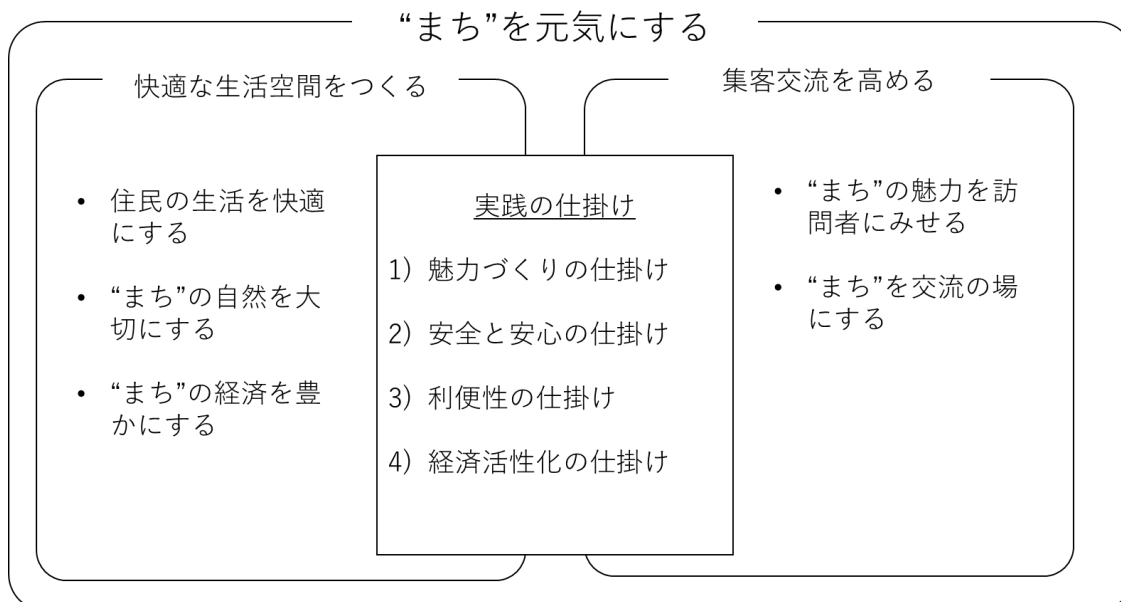 “まち”を元気にする
快適な生活空間をつくる
• 住民の生活を快適
にする
• “まち”の自然を大
切にする
• “まち”の経済を豊
かにする
実践の仕掛け
1) 魅力づくりの仕掛け
2) 安全と安心の仕掛け
3) 利便性の仕掛け
4) 経済活性化の仕掛け
集客交流を高める
• “まち”の魅力を訪
問者にみせる
• “まち”を交流の場
にする